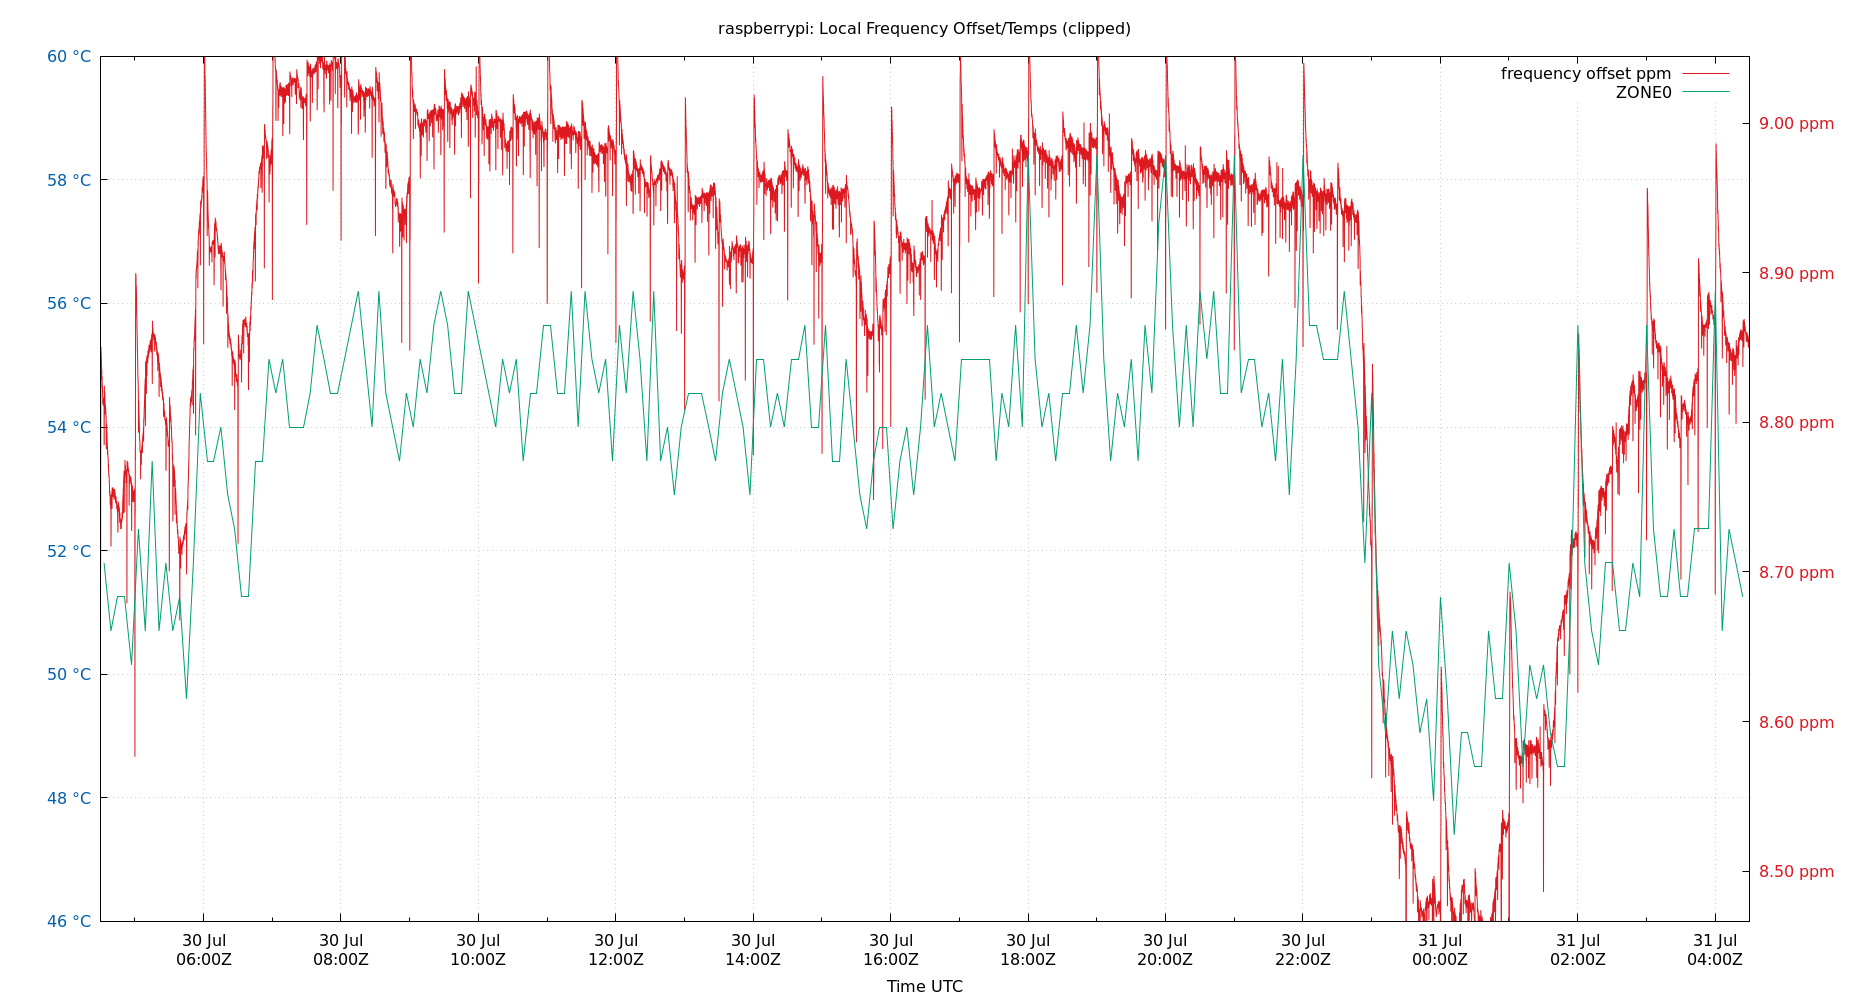 raspberrypi: Local Frequency Offset/Temps (clipped)
frequency offset ppm
ZONE0
60 °C
58 °C
56 °C
54 °C
52 °C
50 °C
48 °C
46 °C
9.00 ppm
8.90 ppm
8.80 ppm
8.70 ppm
8.60 ppm
8.50 ppm
30 Jul
06:00Z
30 Jul
08:00Z
30 Jul
10:00Z
30 Jul
12:00Z
30 Jul
14:00Z
30 Jul
16:00Z
30 Jul
18:00Z
30 Jul
20:00Z
30 Jul
22:00Z
31 Jul
00:00Z
31 Jul
02:00Z
31 Jul
04:00Z
Time UTC